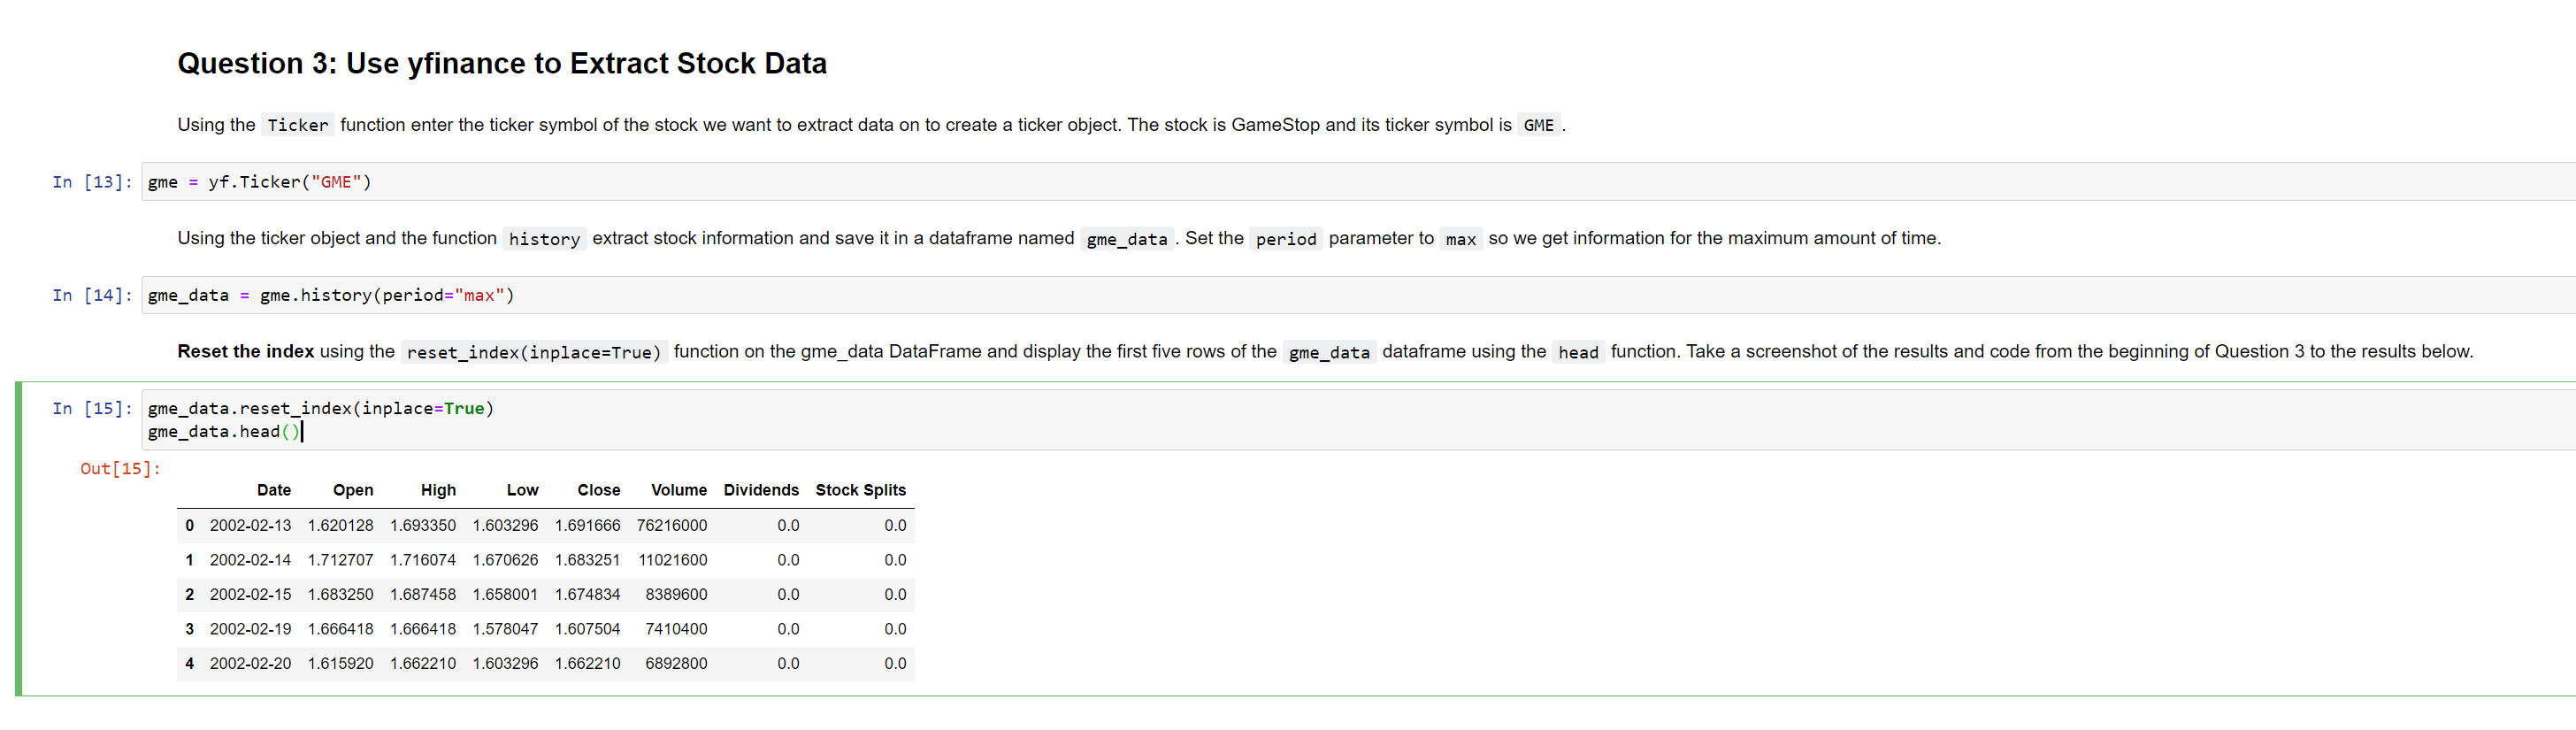 Question 3: Use yfinance to Extract Stock Data
Using the Ticker function enter the ticker symbol of the stock we want to extract data on to create a ticker object. The stock is GameStop and its ticker symbol is GME .
In [13]: gme = yf.Ticker("GME")
Using the ticker object and the function history extract stock information and save it in a dataframe named gme_data . Set the period parameter to max so we get information for the maximum amount of time.
In [14]: gme_data = gme.history(period="max")
Reset the index using the reset_index(inplace=True) function on the gme_data DataFrame and display the first five rows of the gme_data dataframe using the head function. Take a screenshot of the results and code from the beginning of Question 3 to the results below.
In [15]: gme_data.reset_index(inplace=True)
gme_data.head()
Out[15]:
Date Open High Low Close Volume Dividends Stock Splits
0 2002-02-13 1.620128 1.693350 1.603296 1.691666 76216000 0.0 0.0
1 2002-02-14 1.712707 1.716074 1.670626 1.683251 11021600 0.0 0.0
2 2002-02-15 1.683250 1.687458 1.658001 1.674834 8389600 0.0 0.0
3 2002-02-19 1.666418 1.666418 1.578047 1.607504 7410400 0.0 0.0
4 2002-02-20 1.615920 1.662210 1.603296 1.662210 6892800 0.0 0.0